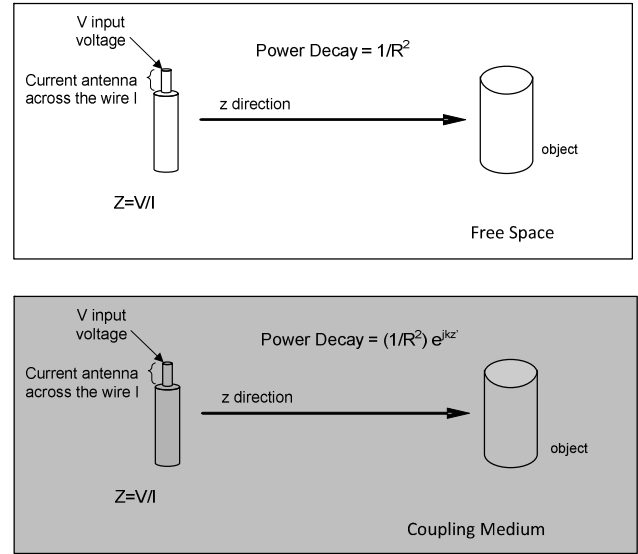 V input
voltage
Power Decay = 1/R²
Current antenna
across the wire I
z direction
object
Z=V/I
Free Space
V input
voltage
Power Decay = (1/R²) e^{jkz'}
Current antenna
across the wire I
z direction
object
Z=V/I
Coupling Medium